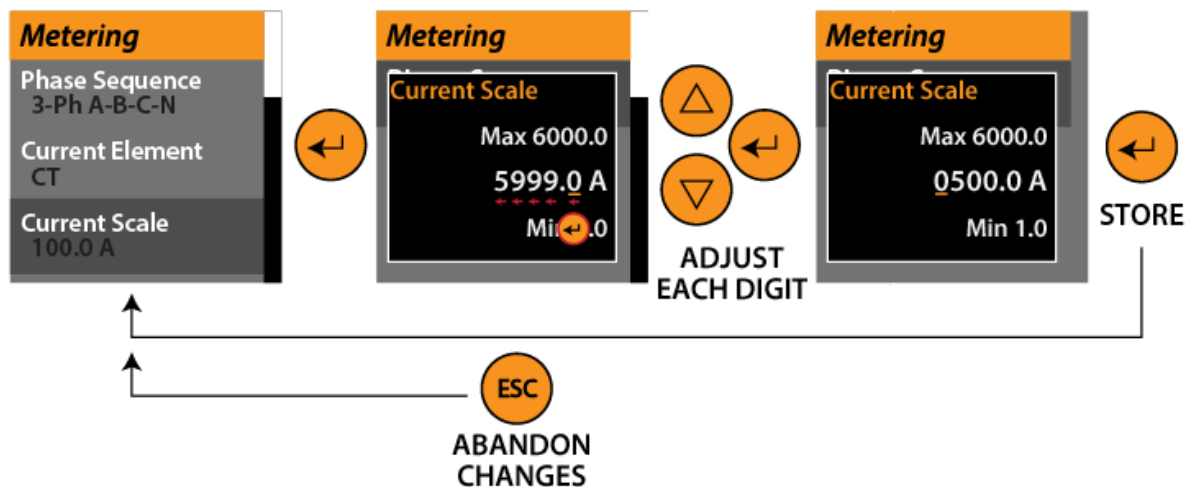 Metering
Phase Sequence
3-Ph A-B-C-N
Current Element
CT
Current Scale
100.0 A
Metering
Current Scale
Max 6000.0
5999.0 A
Min .0
ADJUST
EACH DIGIT
Metering
Current Scale
Max 6000.0
0500.0 A
Min 1.0
STORE
ESC
ABANDON
CHANGES